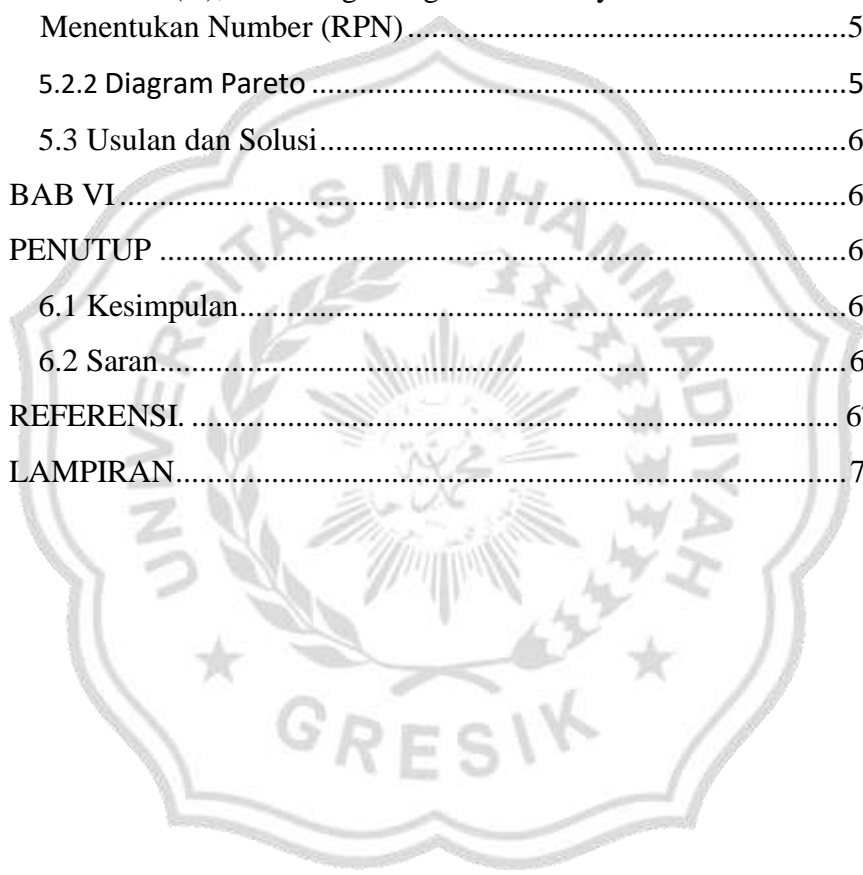 Menentukan Number (RPN).....................................................5
5.2.2 Diagram Pareto.................................................................5
5.3 Usulan dan Solusi................................................................6
BAB VI.........................................................................................6
PENUTUP....................................................................................6
6.1 Kesimpulan...........................................................................6
6.2 Saran.....................................................................................6
REFERENSI. ................................................................................6
LAMPIRAN...................................................................................7
UNIVERSITAS MUHAMMADIYAH
GRESIK